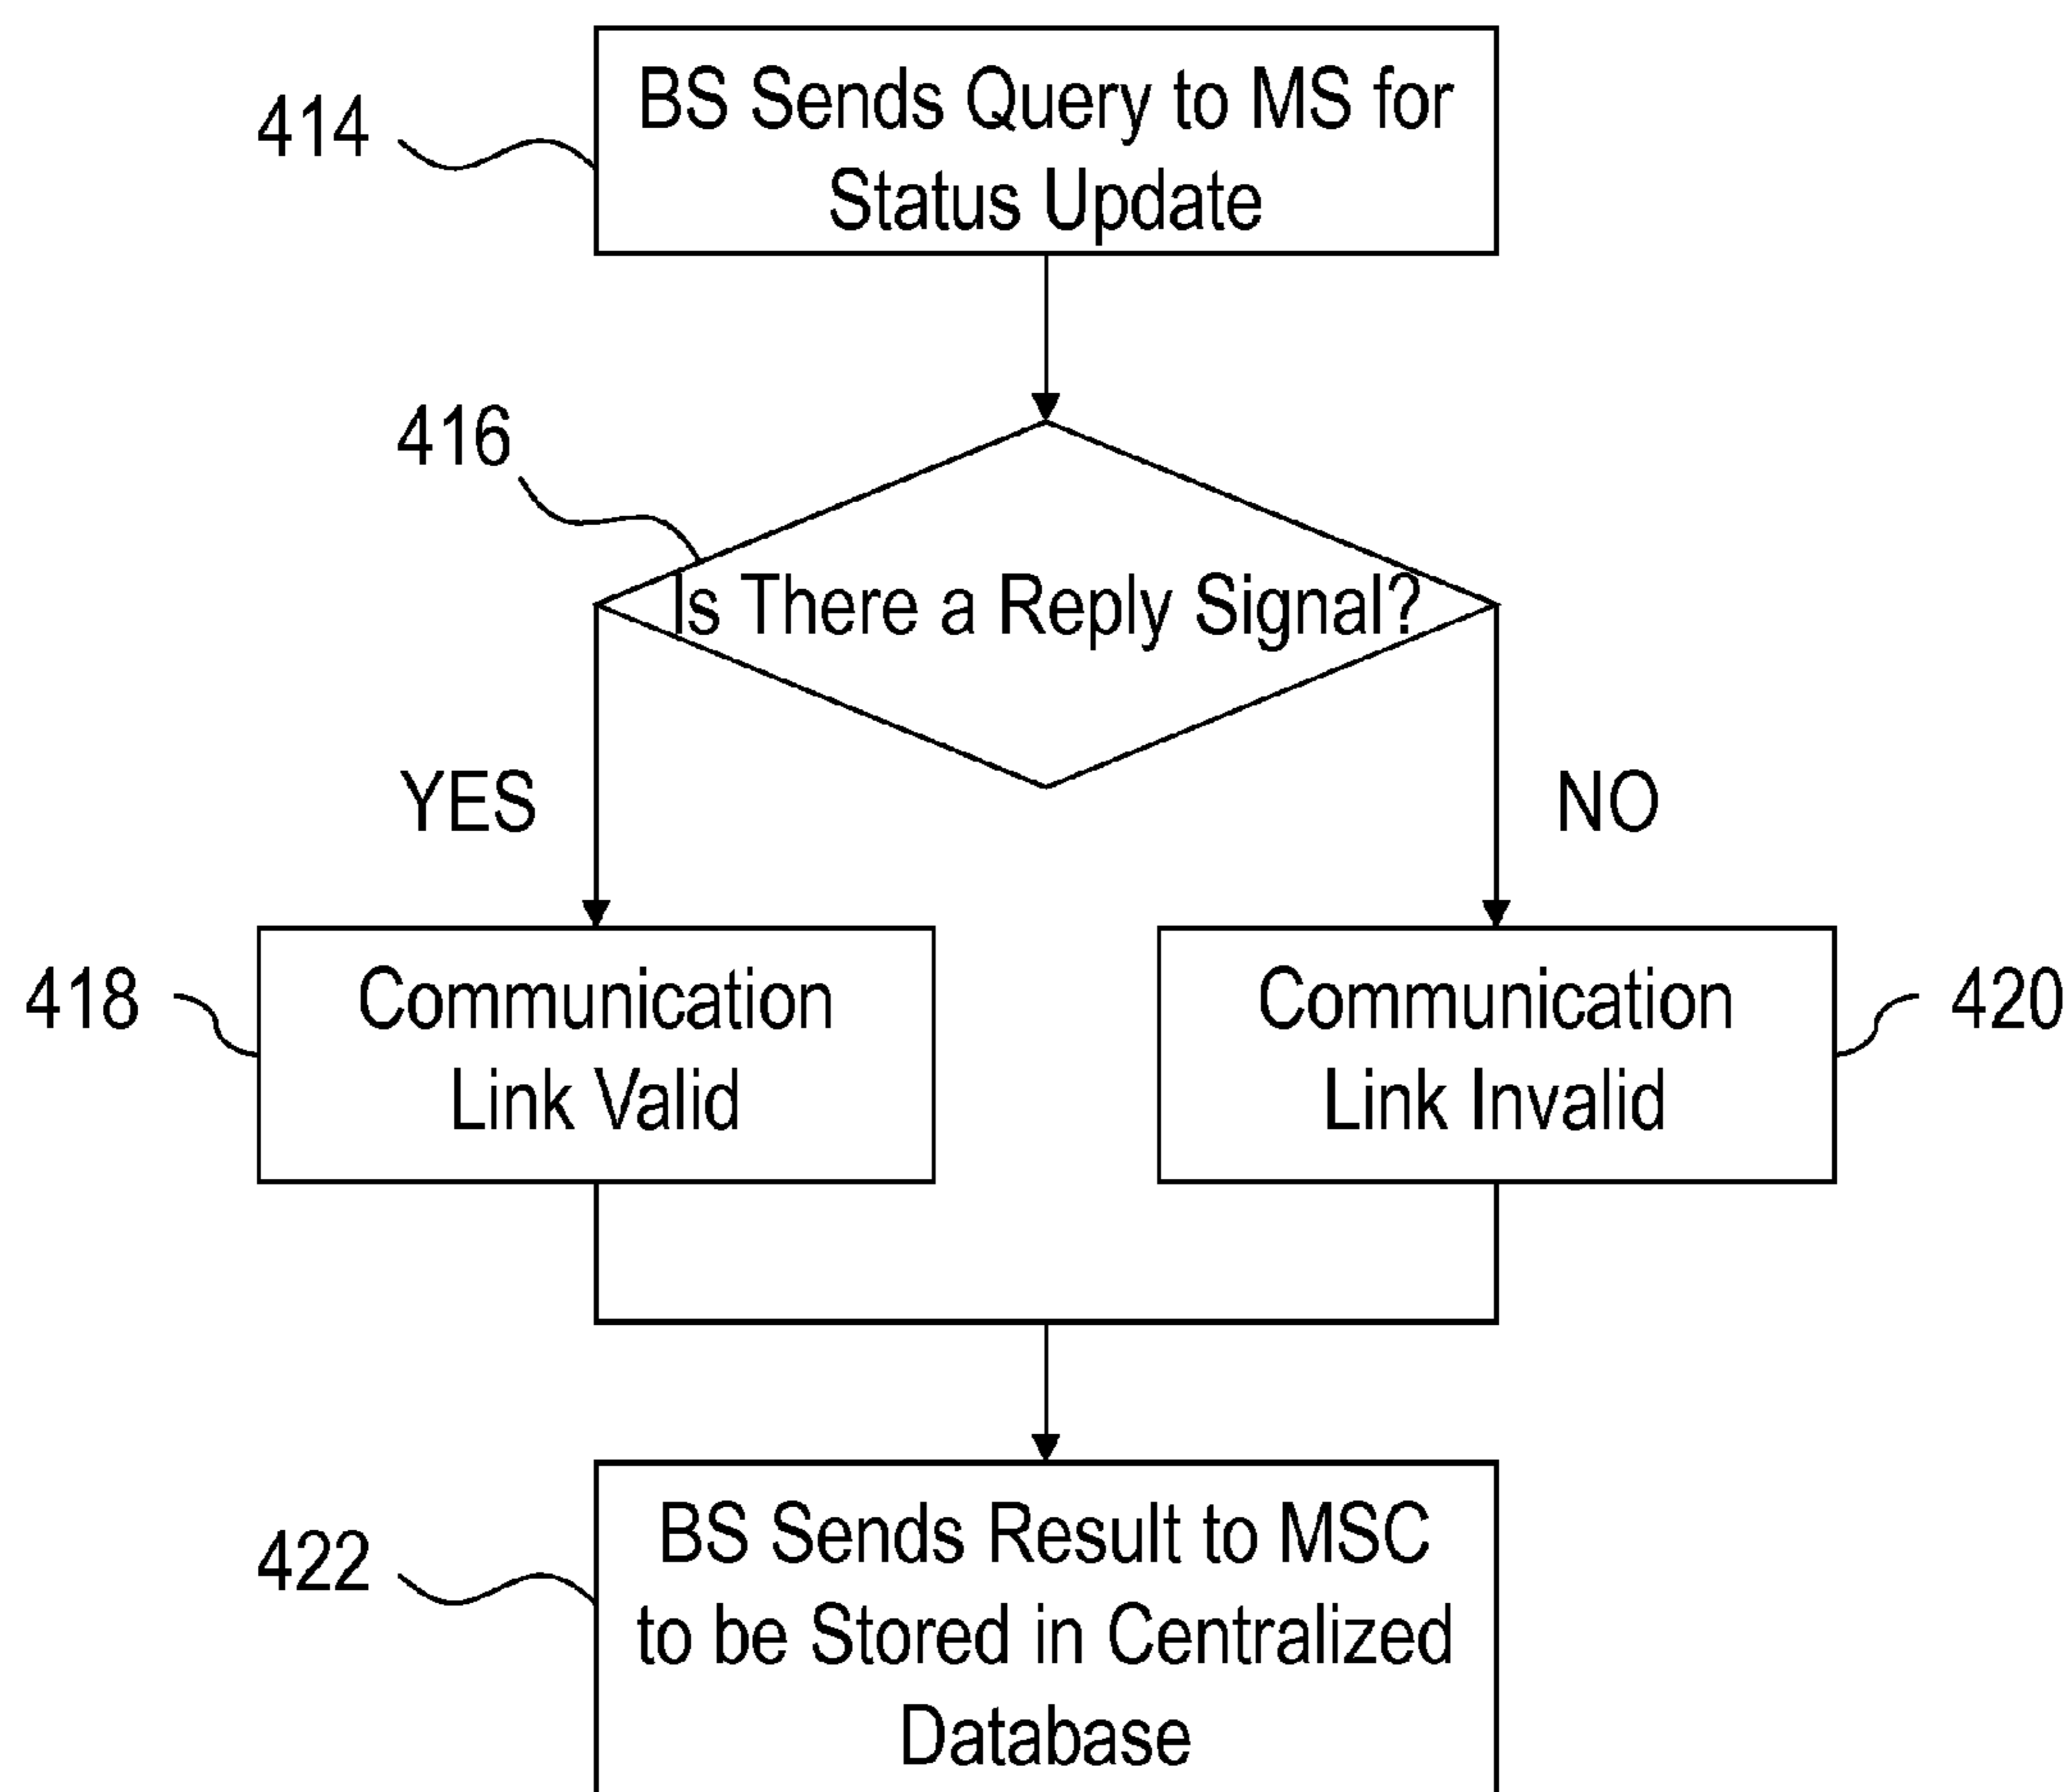 414
BS Sends Query to MS for
Status Update
416
Is There a Reply Signal?
YES
NO
418
Communication
Link Valid
Communication
Link Invalid
420
422
BS Sends Result to MSC
to be Stored in Centralized
Database